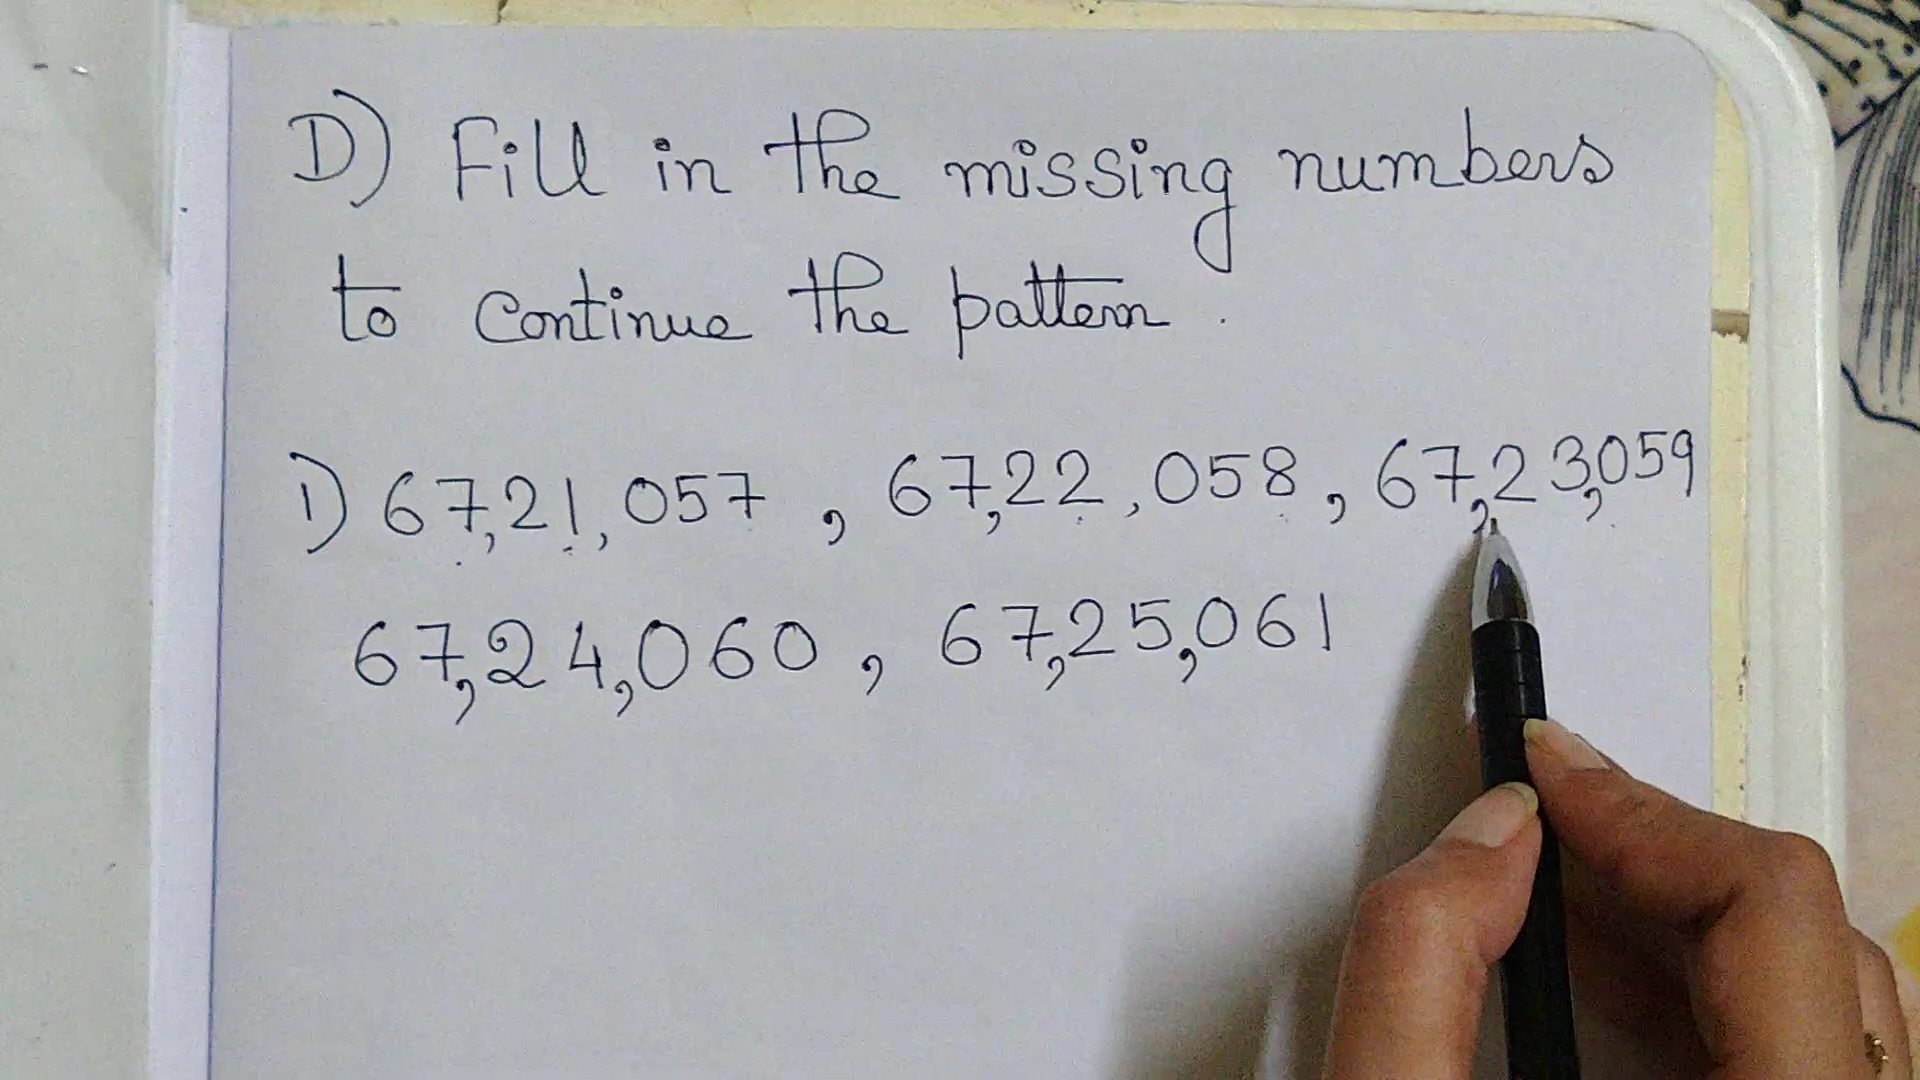 D) Fill in the missing numbers
to continue the pattern.
1) 67,21,057 , 67,22,058 , 67,23,059
67,24,060 , 67,25,061